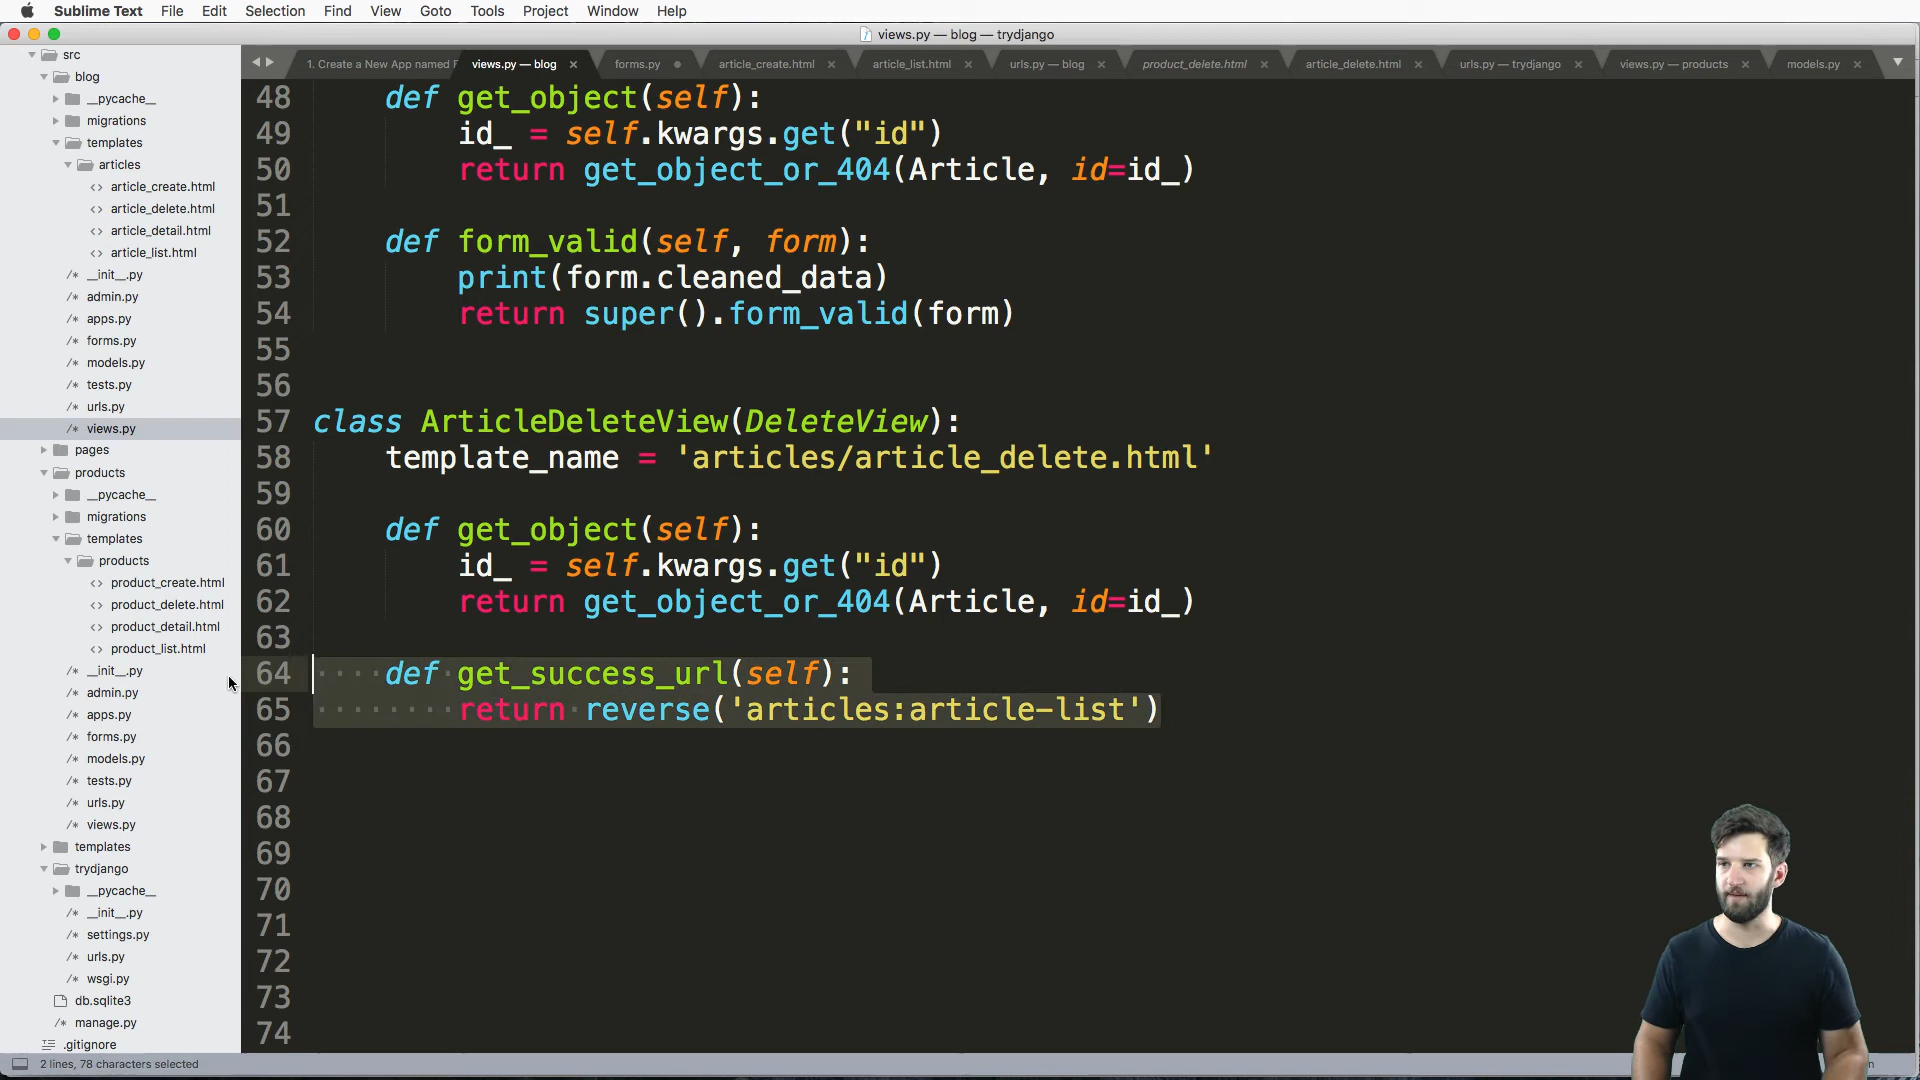 Sublime Text File Edit Selection Find View Goto Tools Project Window Help
views.py — blog — trydjango
1. Create a New App named views.py — blog × forms.py article_create.html × article_list.html × urls.py — blog × product_delete.html × article_delete.html × urls.py — trydjango × views.py — products × models.py ×
src
blog
__pycache__
migrations
templates
articles
<> article_create.html
<> article_delete.html
<> article_detail.html
<> article_list.html
/* __init__.py
/* admin.py
/* apps.py
/* forms.py
/* models.py
/* tests.py
/* urls.py
/* views.py
pages
products
__pycache__
migrations
templates
products
<> product_create.html
<> product_delete.html
<> product_detail.html
<> product_list.html
/* __init__.py
/* admin.py
/* apps.py
/* forms.py
/* models.py
/* tests.py
/* urls.py
/* views.py
templates
trydjango
__pycache__
/* __init__.py
/* settings.py
/* urls.py
/* wsgi.py
db.sqlite3
/* manage.py
.gitignore
48 def get_object(self):
49 id_ = self.kwargs.get("id")
50 return get_object_or_404(Article, id=id_)
51
52 def form_valid(self, form):
53 print(form.cleaned_data)
54 return super().form_valid(form)
55
56
57 class ArticleDeleteView(DeleteView):
58 template_name = 'articles/article_delete.html'
59
60 def get_object(self):
61 id_ = self.kwargs.get("id")
62 return get_object_or_404(Article, id=id_)
63
64 def get_success_url(self):
65 return reverse('articles:article-list')
66
67
68
69
70
71
72
73
74
2 lines, 78 characters selected